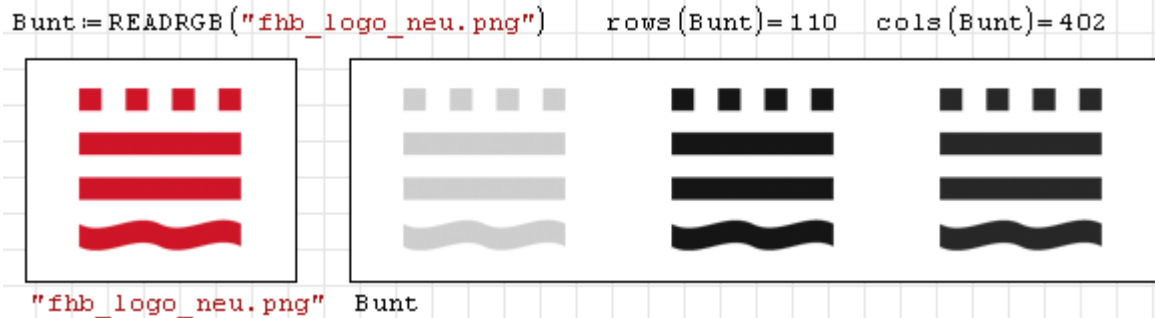 Bunt:=READRGB("fhb_logo_neu.png") rows(Bunt)=110 cols(Bunt)=402
"fhb_logo_neu.png" Bunt